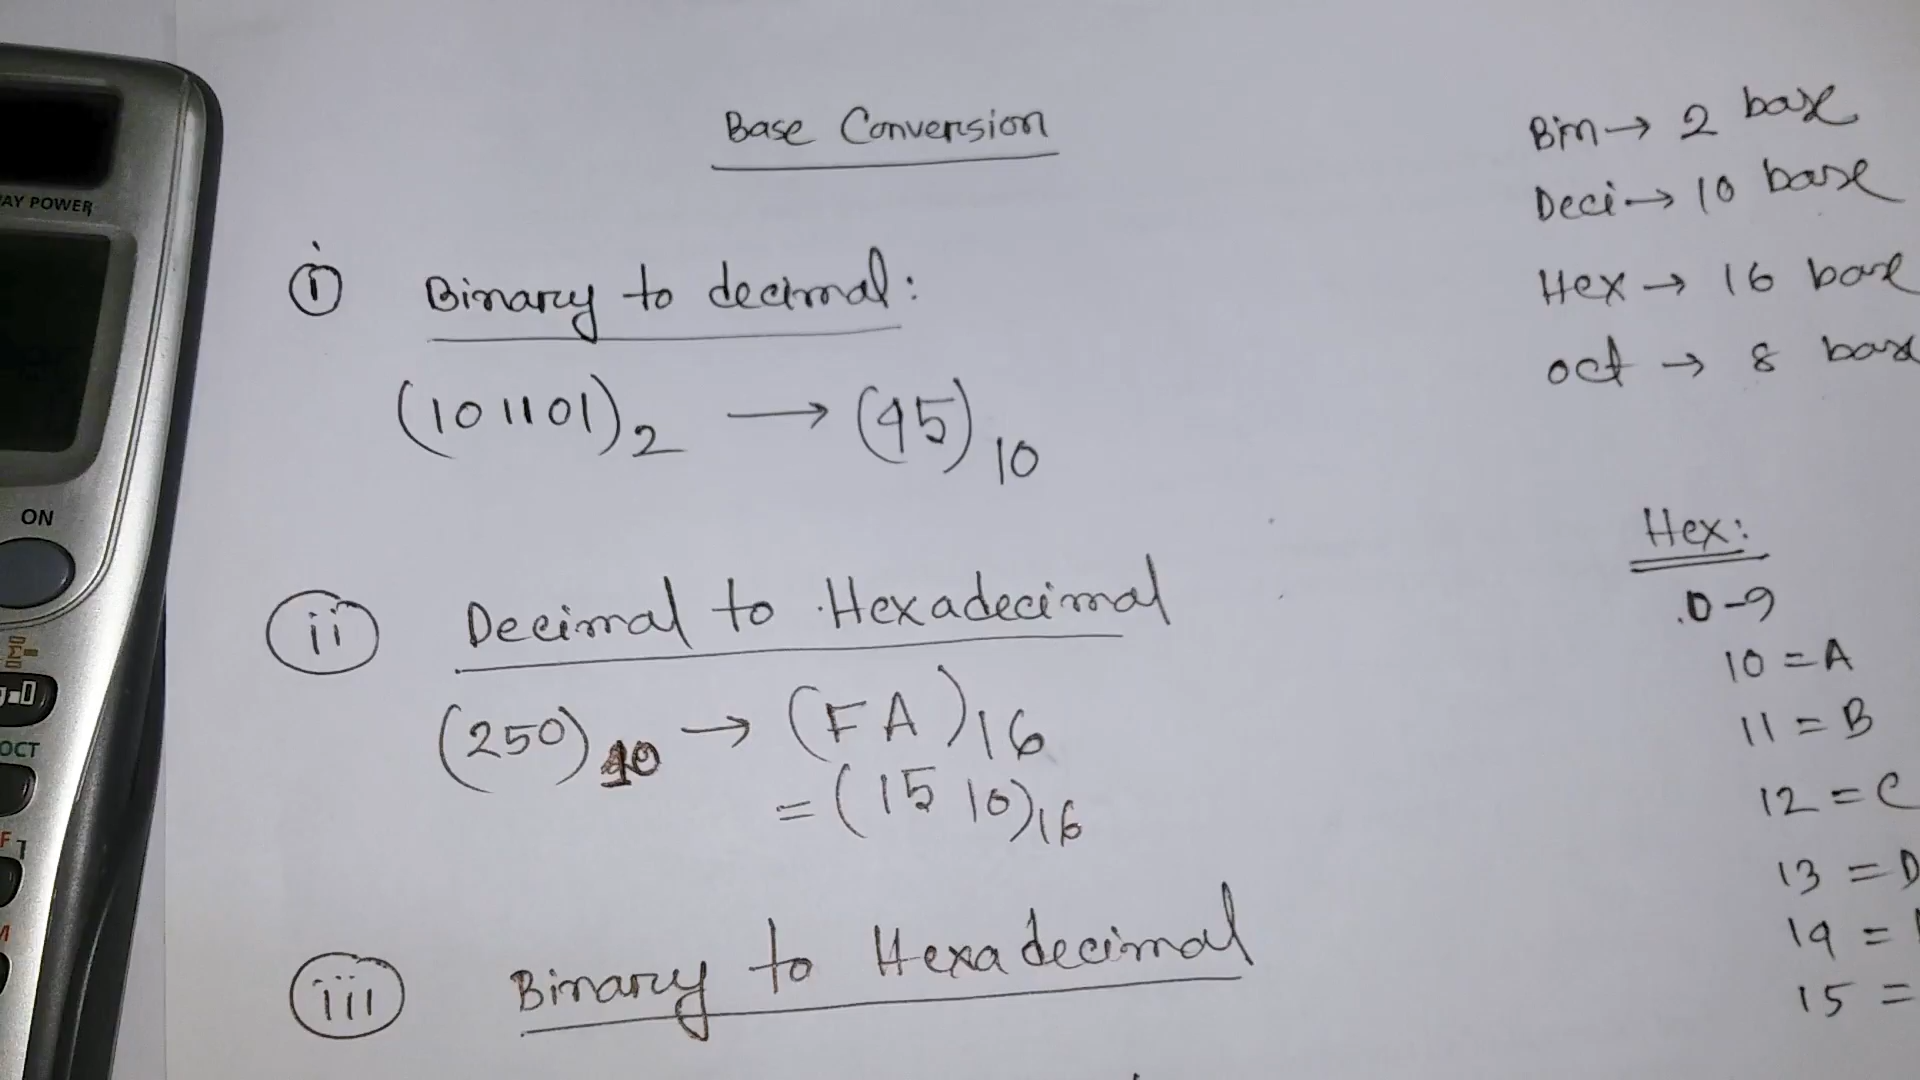 Base Conversion
Bin → 2 base
Deci → 10 base
Hex → 16 base
oct → 8 base
i Binary to decimal:
(101101)2 → (45)10
ii Decimal to Hexadecimal
(250)10 → (FA)16
= (15 10)16
iii Binary to Hexadecimal
Hex:
0-9
10 = A
11 = B
12 = C
13 = D
14 =
15 =
AY POWER
ON
OCT